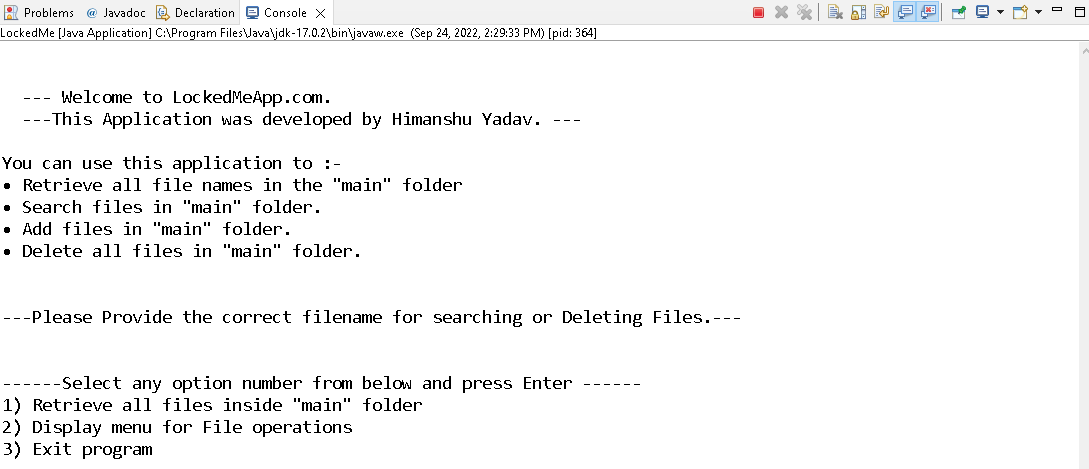 Problems @ Javadoc Declaration Console
LockedMe [Java Application] C:\Program Files\Java\jdk-17.0.2\bin\javaw.exe (Sep 24, 2022, 2:29:33 PM) [pid: 364]
--- Welcome to LockedMeApp.com.
---This Application was developed by Himanshu Yadav. ---
You can use this application to :-
• Retrieve all file names in the "main" folder
• Search files in "main" folder.
• Add files in "main" folder.
• Delete all files in "main" folder.
---Please Provide the correct filename for searching or Deleting Files.---
------Select any option number from below and press Enter ------
1) Retrieve all files inside "main" folder
2) Display menu for File operations
3) Exit program